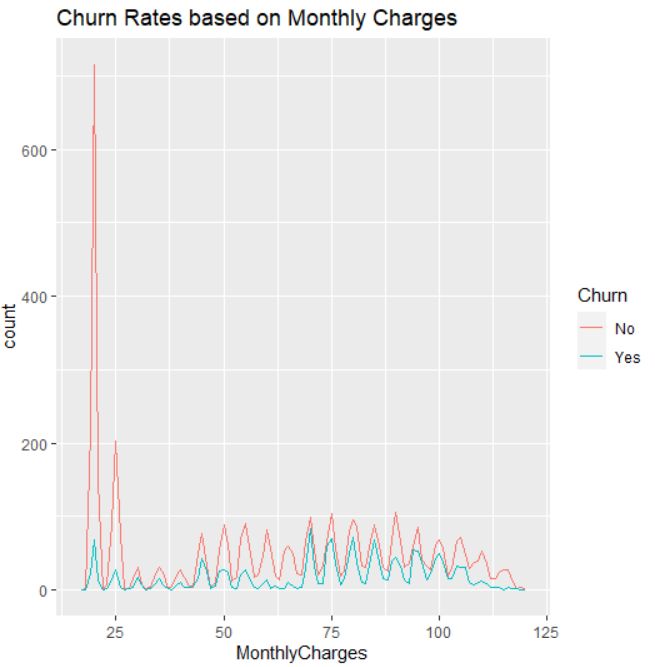 Churn Rates based on Monthly Charges
600
400
200
0
count
25 50 75 100 125
MonthlyCharges
Churn
No
Yes